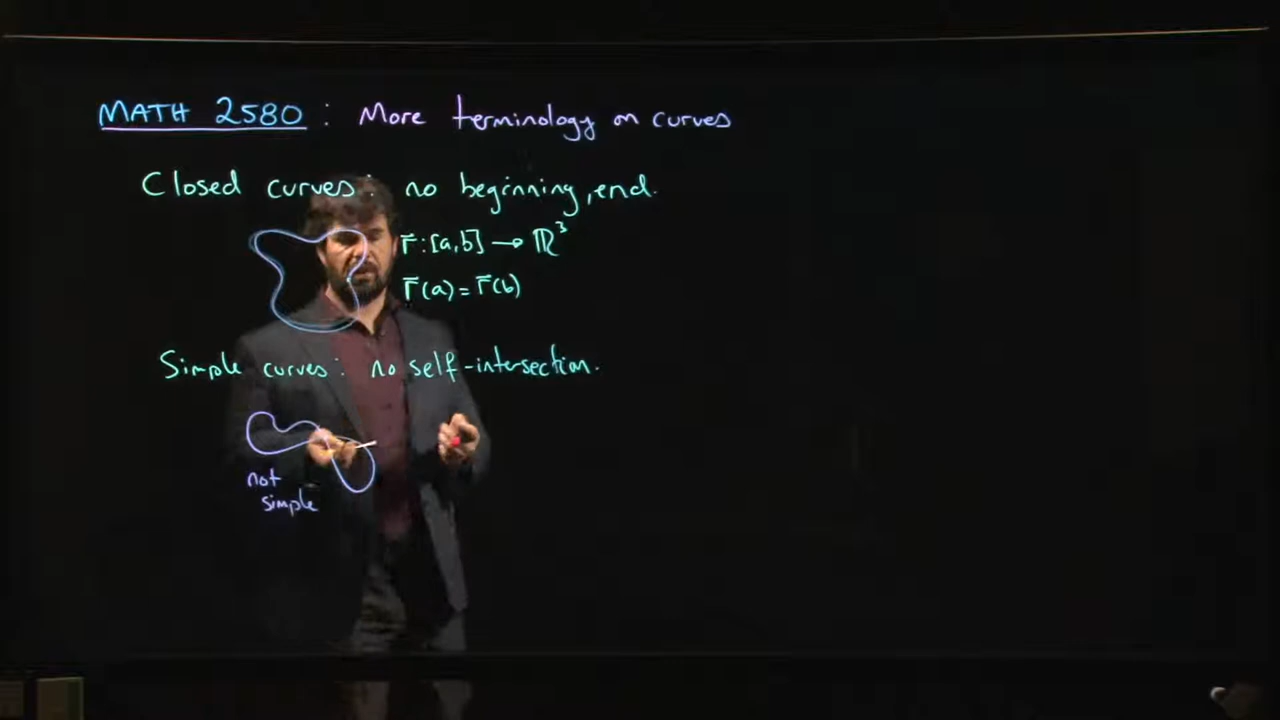 MATH 2580 : More terminology on curves
Closed curves : no beginning, end.
r̄ : [a,b] → ℝ³
r̄(a) = r̄(b)
Simple curves : no self-intersection.
not
simple